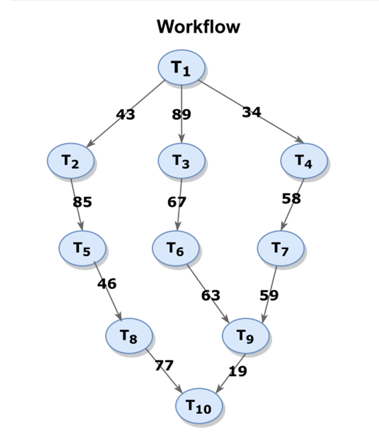 Workflow
T1
43 89 34
T2 T3 T4
85 67 58
T5 T6 T7
46 63 59
T8 T9
77 19
T10